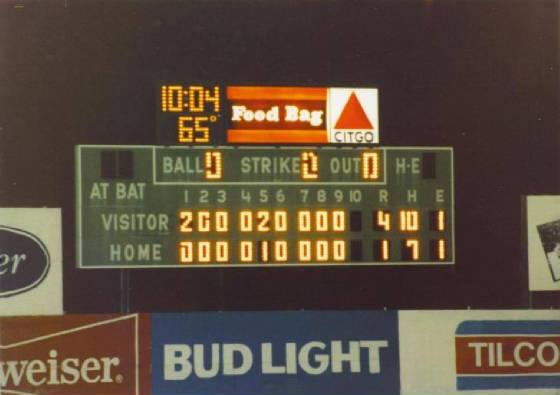 10:04
65°
Food Bag
CITGO
BALL 0 STRIKE 2 OUT 0 H-E
AT BAT
1 2 3 4 5 6 7 8 9 10 R H E
VISITOR 2 0 0 0 2 0 0 0 0 4 10 1
HOME 0 0 0 0 1 0 0 0 0 1 7 1
er
weiser.
BUD LIGHT
TILCO